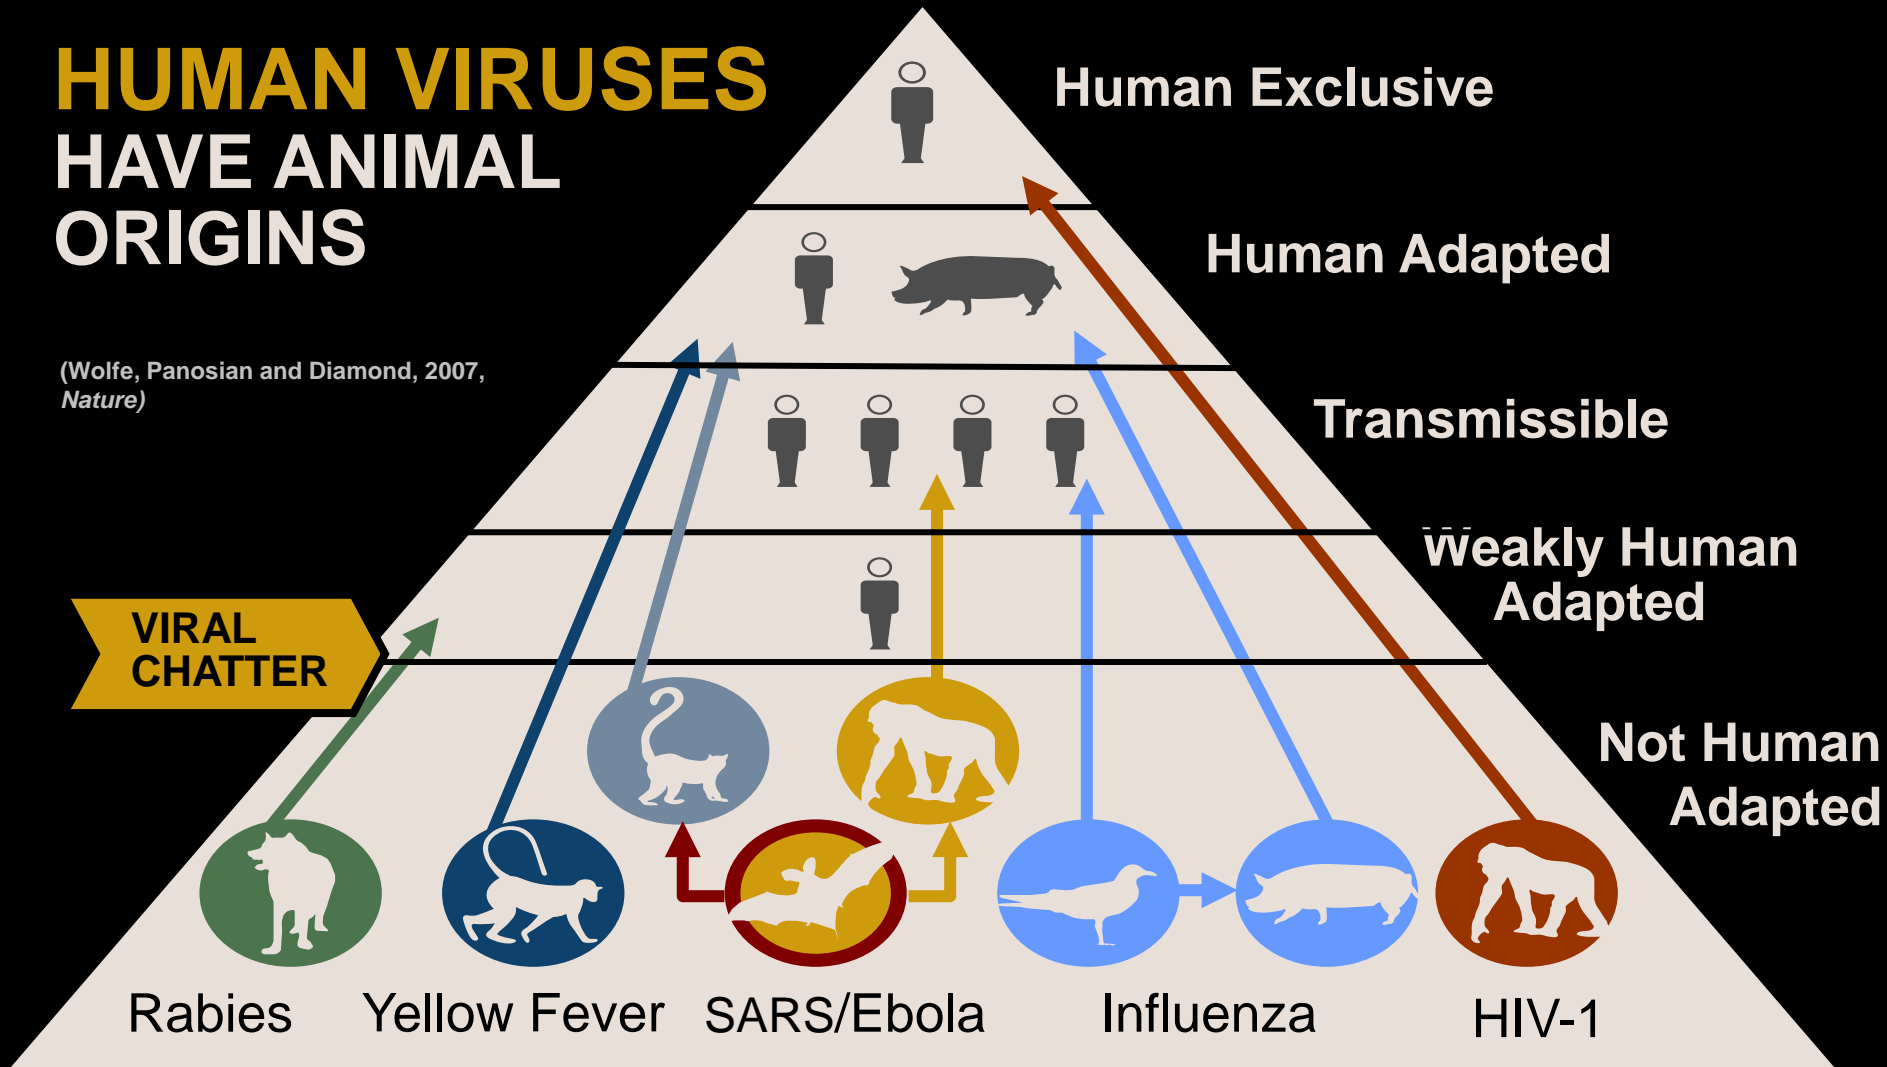 HUMAN VIRUSES
HAVE ANIMAL
ORIGINS
(Wolfe, Panosian and Diamond, 2007,
Nature)
Human Exclusive
Human Adapted
Transmissible
Weakly Human
Adapted
Not Human
Adapted
VIRAL
CHATTER
Rabies
Yellow Fever
SARS/Ebola
Influenza
HIV-1